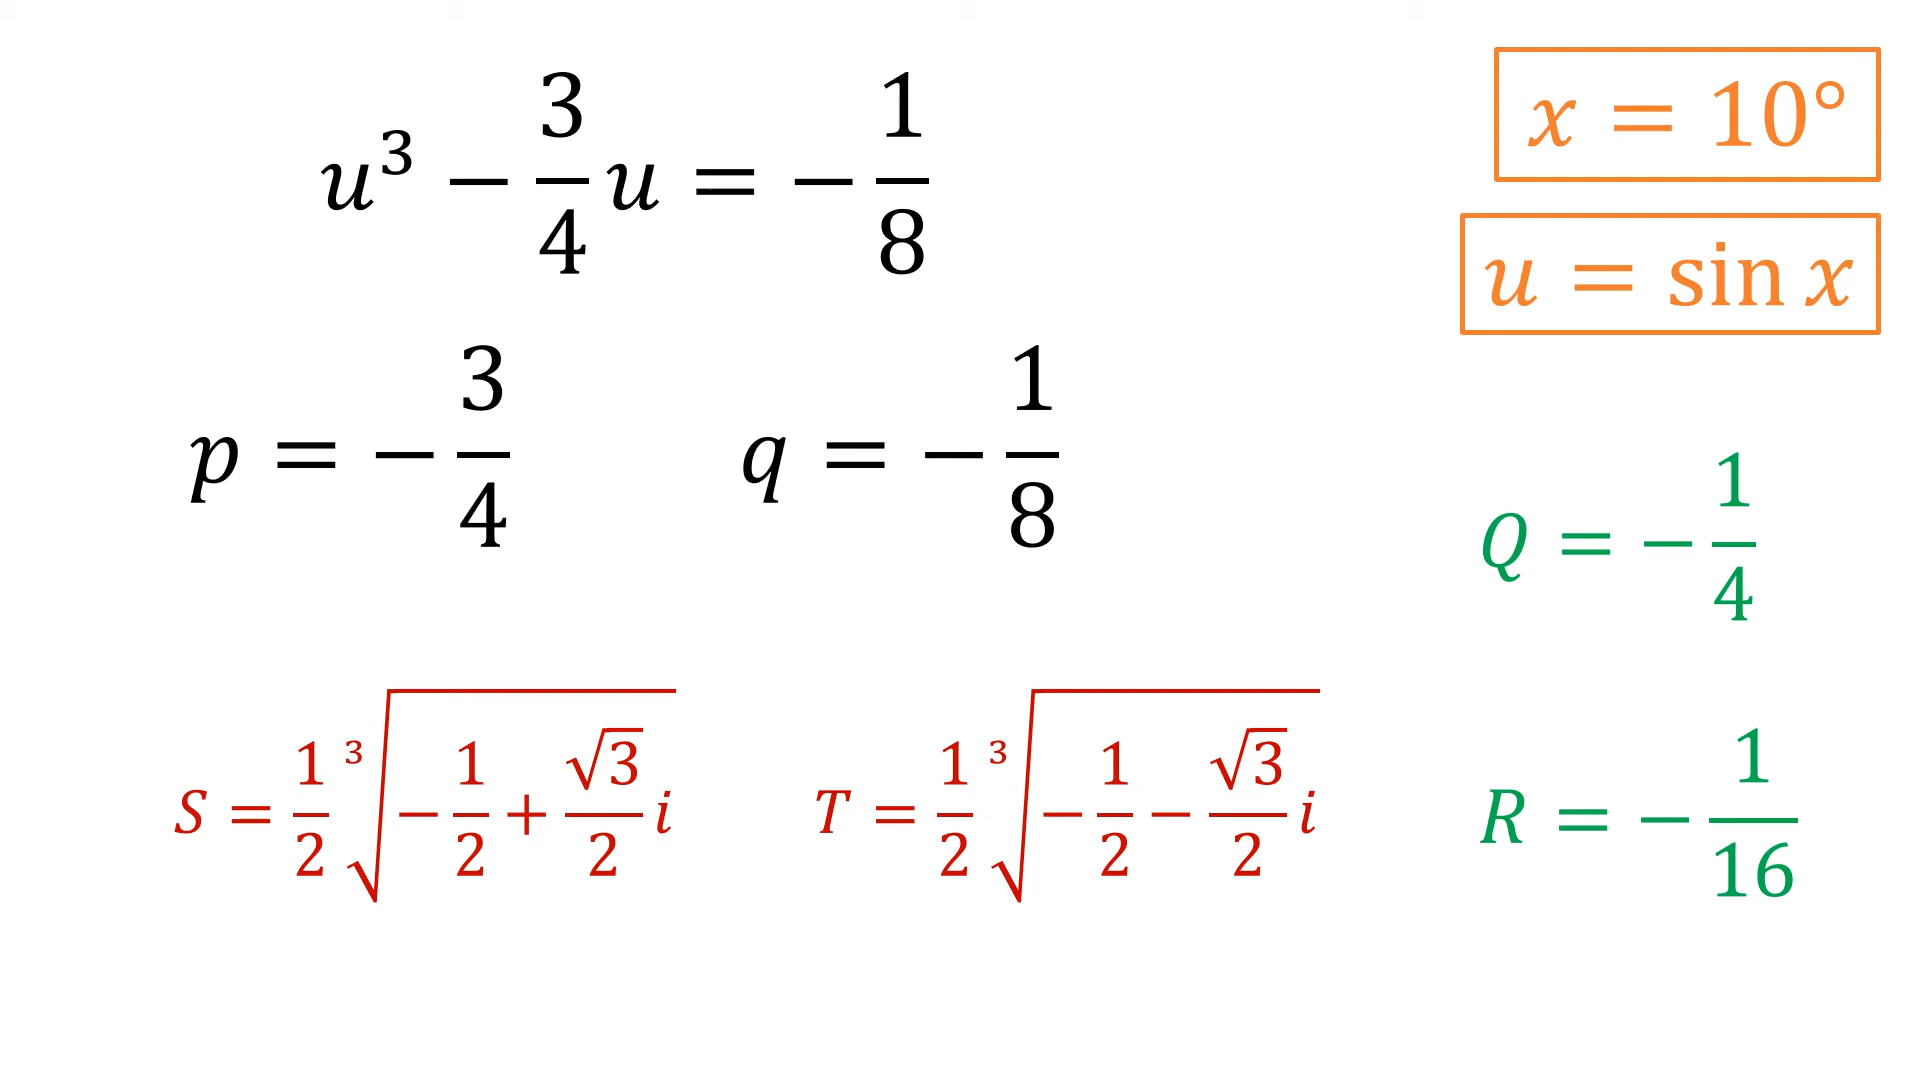 u³ − 3/4 u = − 1/8
x = 10°
u = sin x
p = − 3/4
q = − 1/8
Q = − 1/4
S = 1/2 ∛(− 1/2 + √3/2 i)
T = 1/2 ∛(− 1/2 − √3/2 i)
R = − 1/16